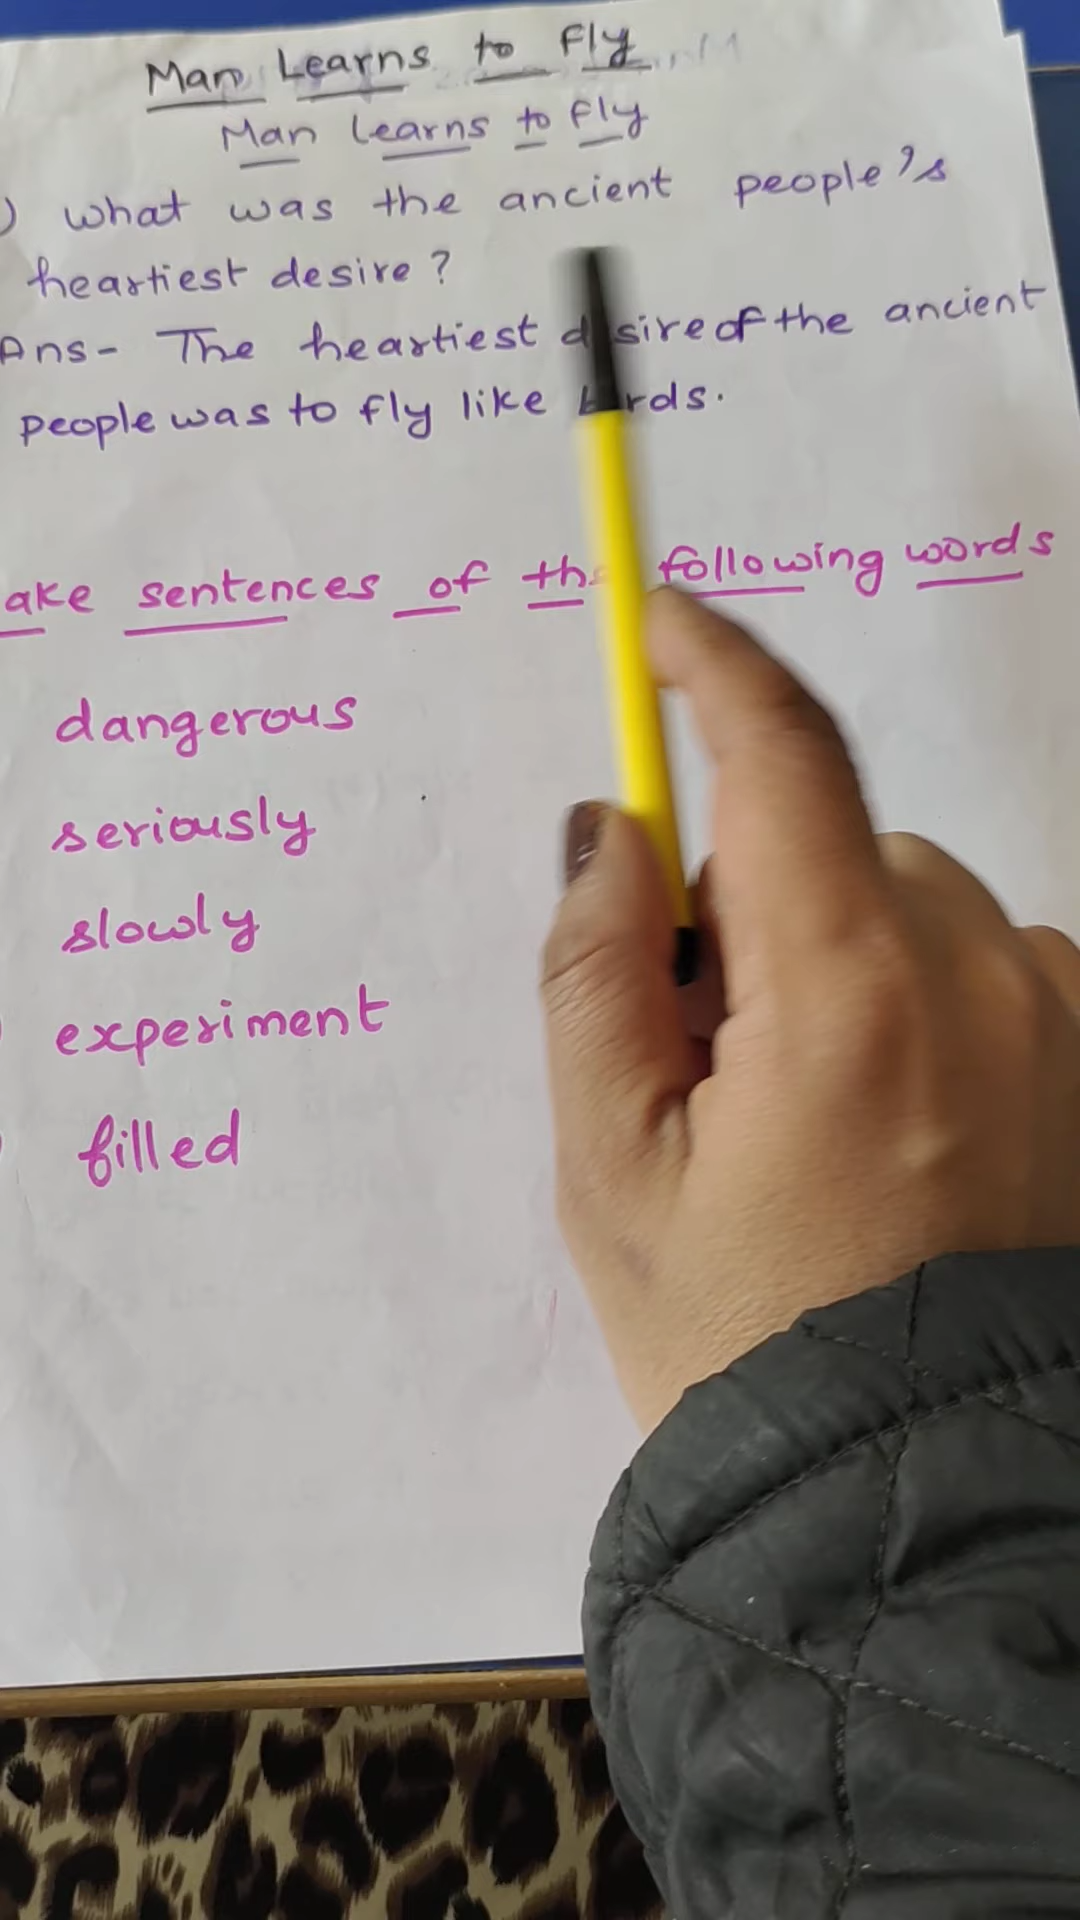 Man Learns to Fly
Man Learns to Fly
) What was the ancient people's
heartiest desire?
Ans- The heartiest desire of the ancient
People was to fly like birds.
ake sentences of the following words
dangerous
seriously
slowly
experiment
filled